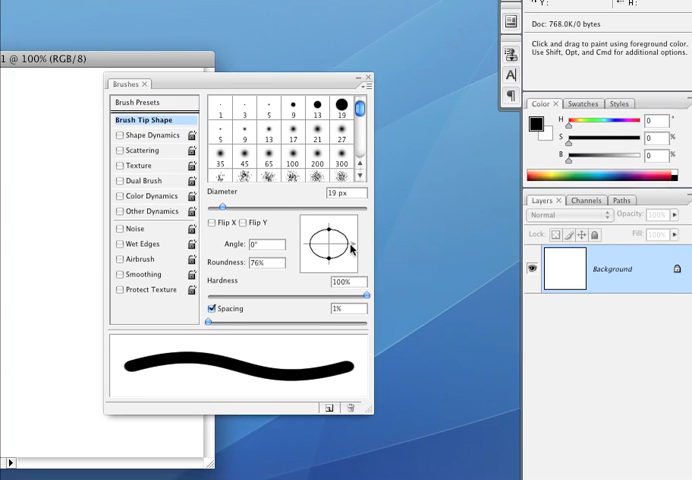 Y :
H :
Doc: 768.0K/0 bytes
Click and drag to paint using foreground color.
Use Shift, Opt, and Cmd for additional options.
1 @ 100% (RGB/8)
Brushes
Brush Presets
Brush Tip Shape
Shape Dynamics
Scattering
Texture
Dual Brush
Color Dynamics
Other Dynamics
Noise
Wet Edges
Airbrush
Smoothing
Protect Texture
1 3 5 9 13 19
5 9 13 17 21 27
35 45 65 100 200 300
Diameter 19 px
Flip X Flip Y
Angle: 0°
Roundness: 76%
Hardness 100%
Spacing 1%
A
¶
Color Swatches Styles
H 0 °
S 0 %
B 0 %
Layers Channels Paths
Normal Opacity:
Lock: Fill:
Background